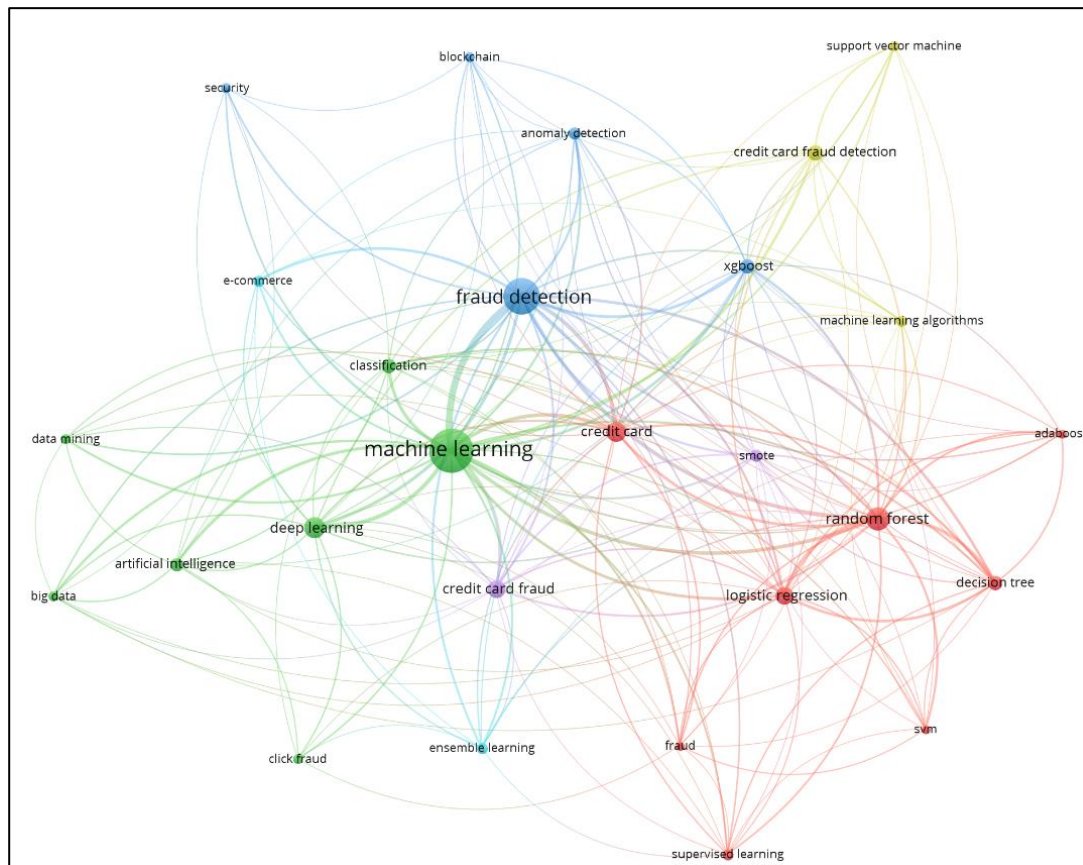 support vector machine
blockchain
security
anomaly detection
credit card fraud detection
xgboost
e-commerce
fraud detection
machine learning algorithms
classification
credit card
adaboost
data mining
machine learning
smote
random forest
deep learning
artificial intelligence
decision tree
credit card fraud
logistic regression
big data
svm
fraud
ensemble learning
click fraud
supervised learning